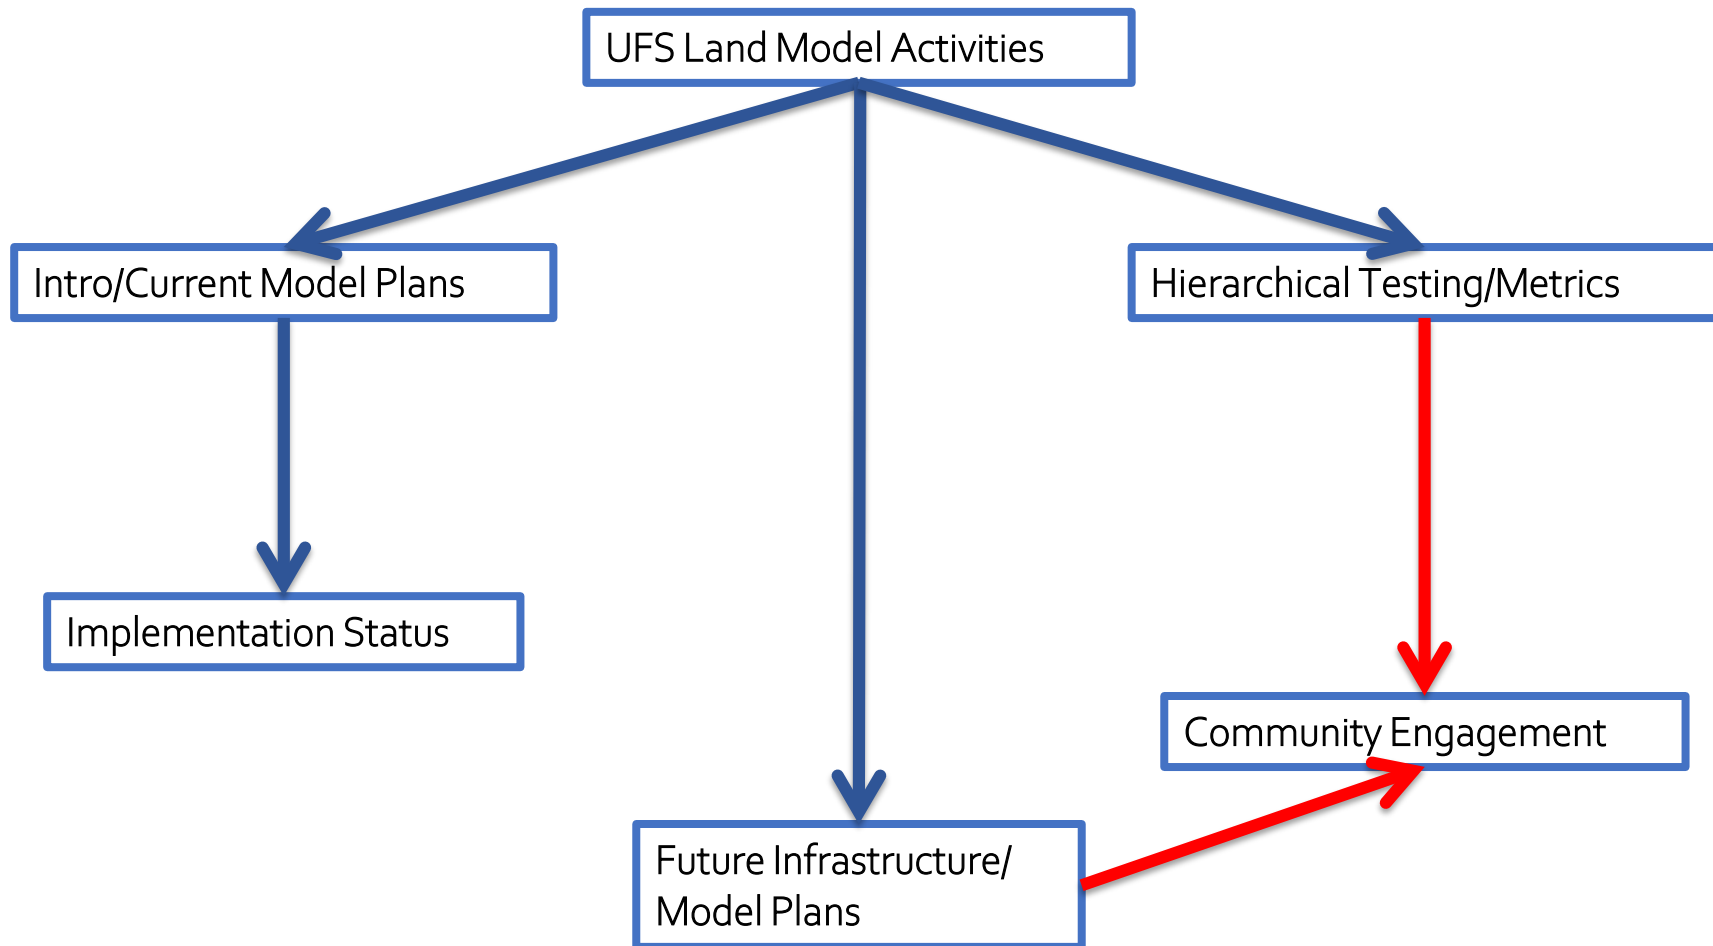 UFS Land Model Activities
Intro/Current Model Plans
Hierarchical Testing/Metrics
Implementation Status
Community Engagement
Future Infrastructure/
Model Plans